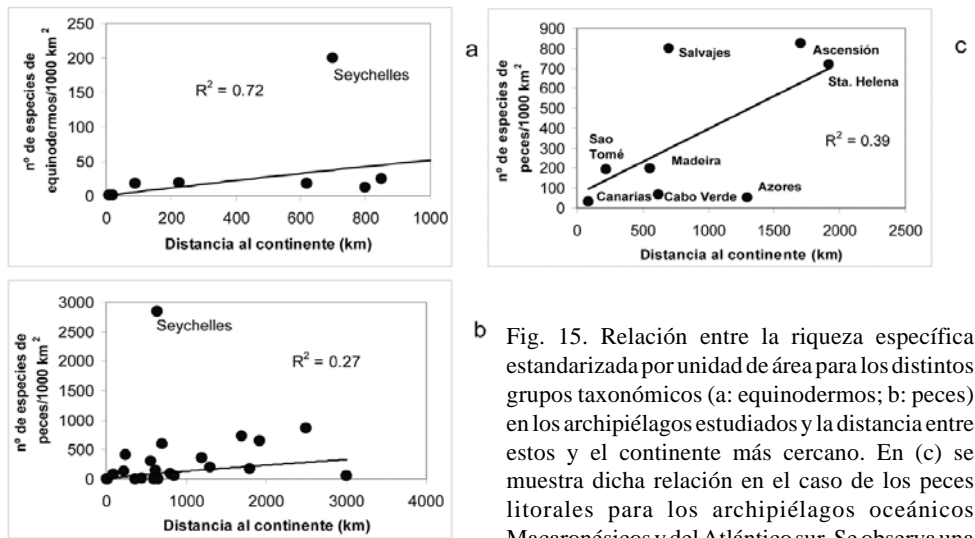 a
nº de especies de
equinodermos/1000 km²
250
200
150
100
50
0
Seychelles
R² = 0.72
0 200 400 600 800 1000
Distancia al continente (km)
c
nº de especies de
peces/1000 km²
900
800
700
600
500
400
300
200
100
0
Salvajes
Ascensión
Sta. Helena
R² = 0.39
Sao
Tomé
Madeira
Canarias
Cabo Verde
Azores
0 500 1000 1500 2000 2500
Distancia al continente (km)
b
nº de especies de
peces/1000 km²
3000
2500
2000
1500
1000
500
0
Seychelles
R² = 0.27
0 1000 2000 3000 4000
Distancia al continente (km)
Fig. 15. Relación entre la riqueza específica
estandarizada por unidad de área para los distintos
grupos taxonómicos (a: equinodermos; b: peces)
en los archipiélagos estudiados y la distancia entre
estos y el continente más cercano. En (c) se
muestra dicha relación en el caso de los peces
litorales para los archipiélagos oceánicos
Macaronésicos y del Atlántico sur. Se observa una